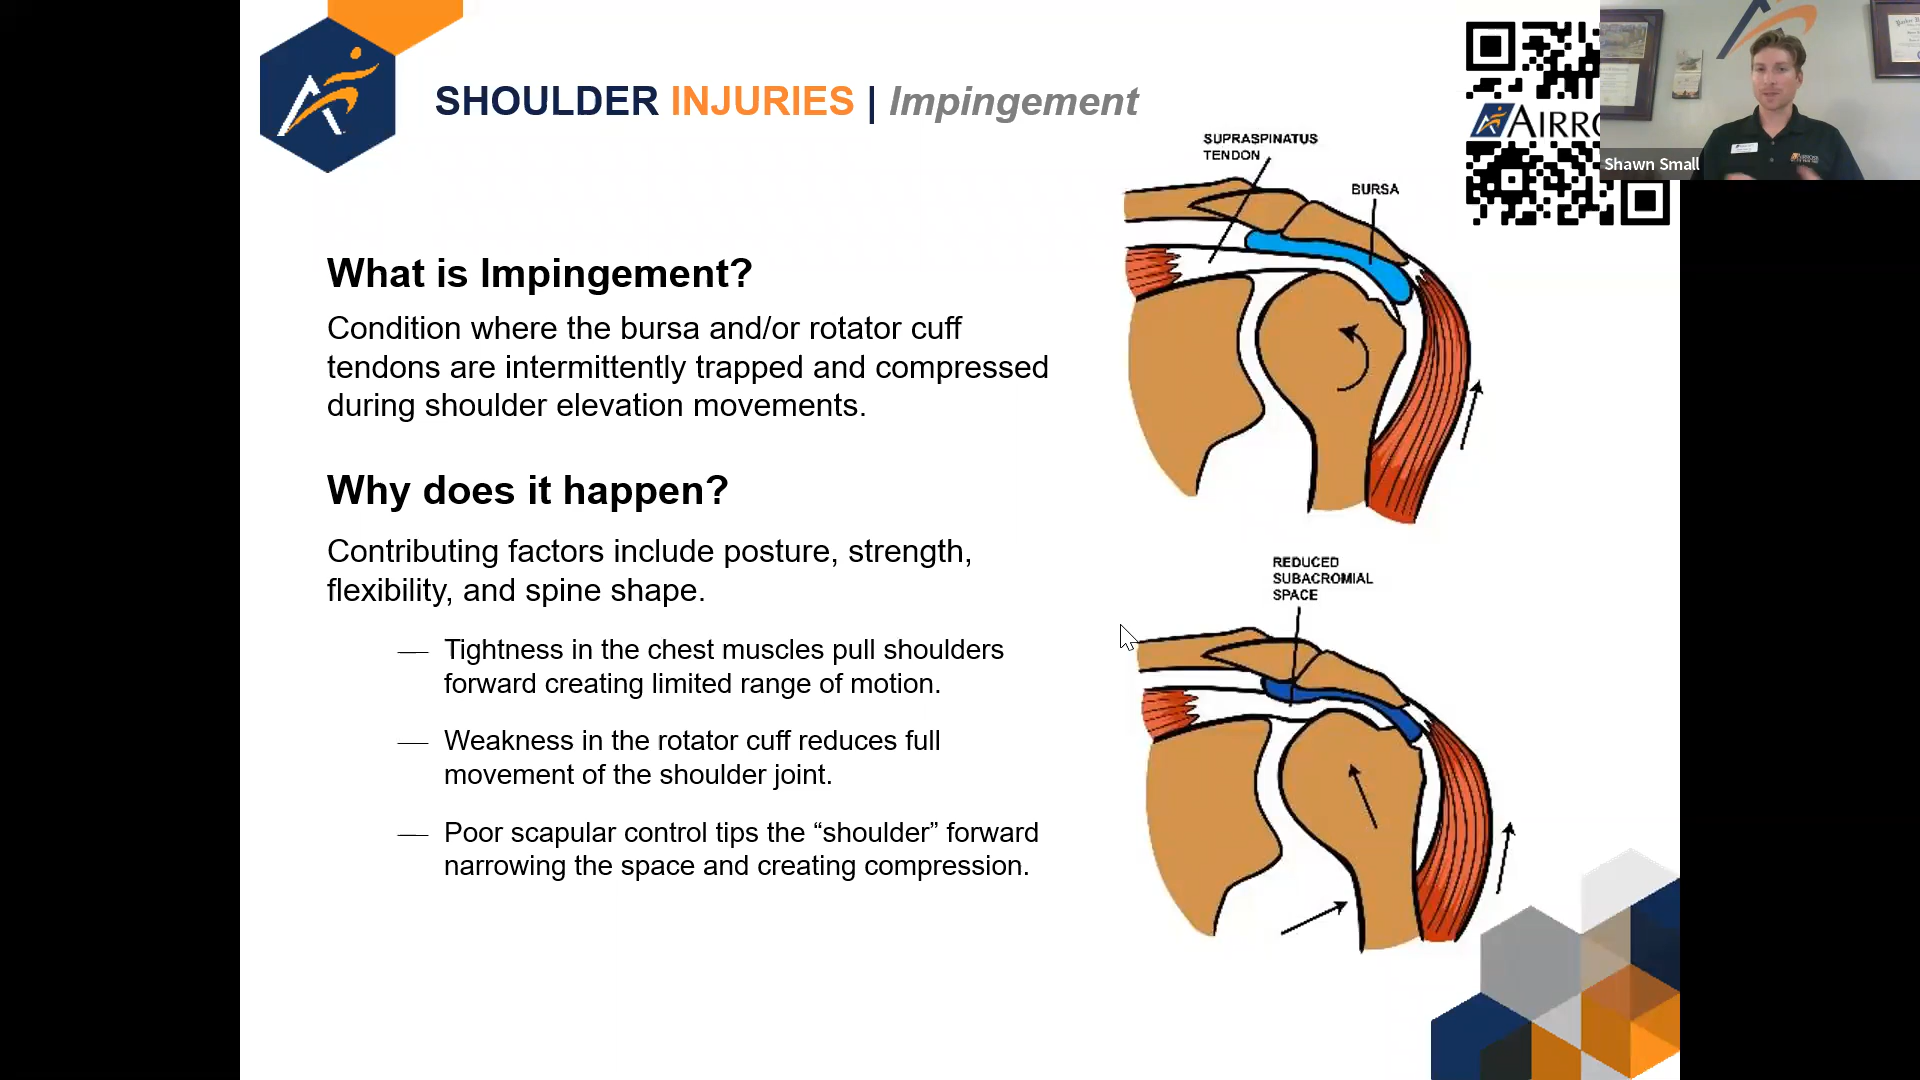 SHOULDER INJURIES | Impingement
AIRRO
Shawn Small
SUPRASPINATUS
TENDON
BURSA
What is Impingement?
Condition where the bursa and/or rotator cuff
tendons are intermittently trapped and compressed
during shoulder elevation movements.
Why does it happen?
Contributing factors include posture, strength,
flexibility, and spine shape.
— Tightness in the chest muscles pull shoulders
forward creating limited range of motion.
— Weakness in the rotator cuff reduces full
movement of the shoulder joint.
— Poor scapular control tips the “shoulder” forward
narrowing the space and creating compression.
REDUCED
SUBACROMIAL
SPACE